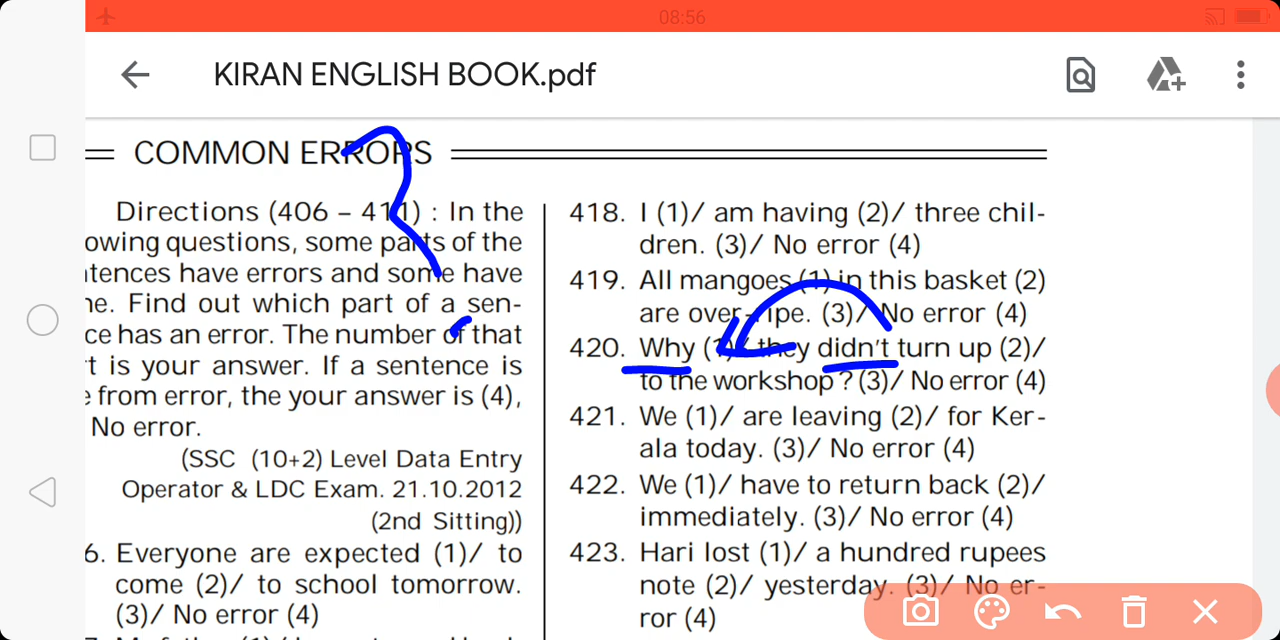 08:56
KIRAN ENGLISH BOOK.pdf
COMMON ERRORS
Directions (406 – 411) : In the
owing questions, some parts of the
tences have errors and some have
ne. Find out which part of a sen-
ce has an error. The number of that
t is your answer. If a sentence is
e from error, the your answer is (4),
No error.
(SSC (10+2) Level Data Entry
Operator & LDC Exam. 21.10.2012
(2nd Sitting))
6. Everyone are expected (1)/ to
come (2)/ to school tomorrow.
(3)/ No error (4)
418. I (1)/ am having (2)/ three chil-
dren. (3)/ No error (4)
419. All mangoes (1) in this basket (2)
are over-ripe. (3)/ No error (4)
420. Why (1)/ they didn't turn up (2)/
to the workshop ? (3)/ No error (4)
421. We (1)/ are leaving (2)/ for Ker-
ala today. (3)/ No error (4)
422. We (1)/ have to return back (2)/
immediately. (3)/ No error (4)
423. Hari lost (1)/ a hundred rupees
note (2)/ yesterday. (3)/ No er-
ror (4)